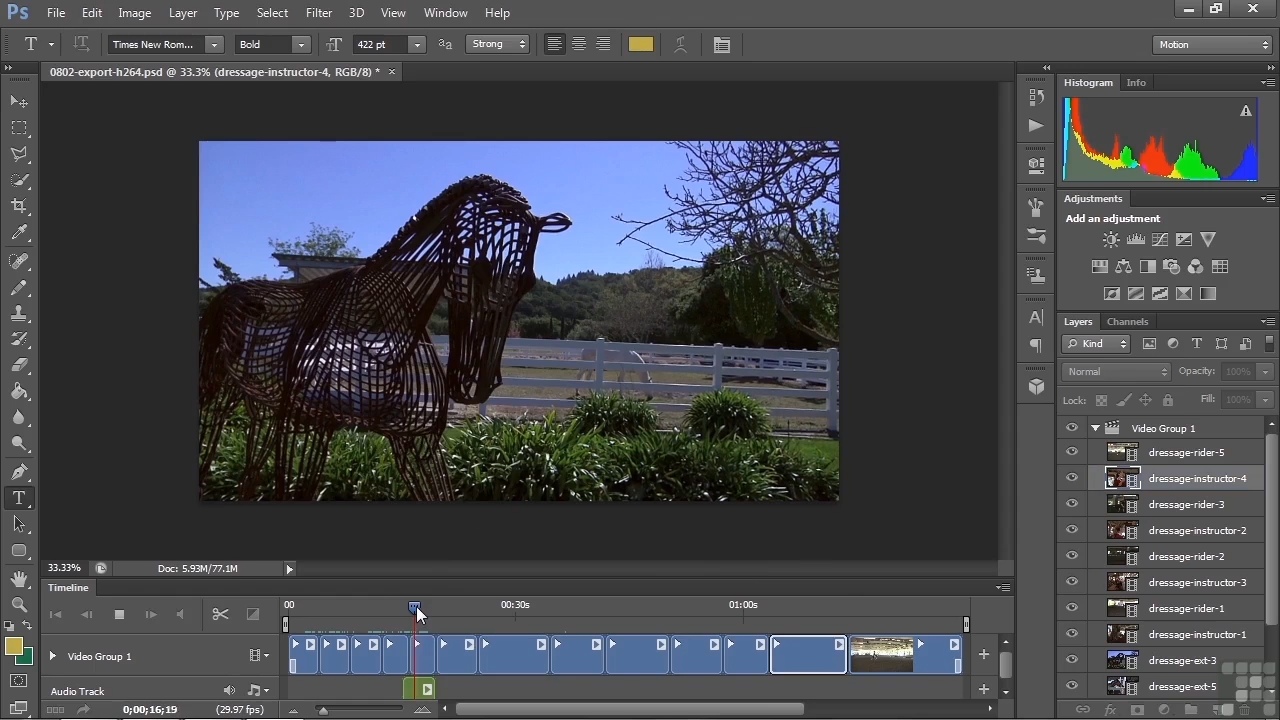 Ps File Edit Image Layer Type Select Filter 3D View Window Help
T Times New Rom... Bold 422 pt Strong Motion
0802-export-h264.psd @ 33.3% (dressage-instructor-4, RGB/8) *
Histogram Info
Adjustments
Add an adjustment
Layers Channels
Kind
Normal Opacity: 100%
Lock: Fill: 100%
Video Group 1
dressage-rider-5
dressage-instructor-4
dressage-rider-3
dressage-instructor-2
dressage-rider-2
dressage-instructor-3
dressage-rider-1
dressage-instructor-1
dressage-ext-3
dressage-ext-5
33.33% Doc: 5.93M/77.1M
Timeline
00 00:30s 01:00s
Video Group 1
Audio Track
0;00;16;19 (29.97 fps)